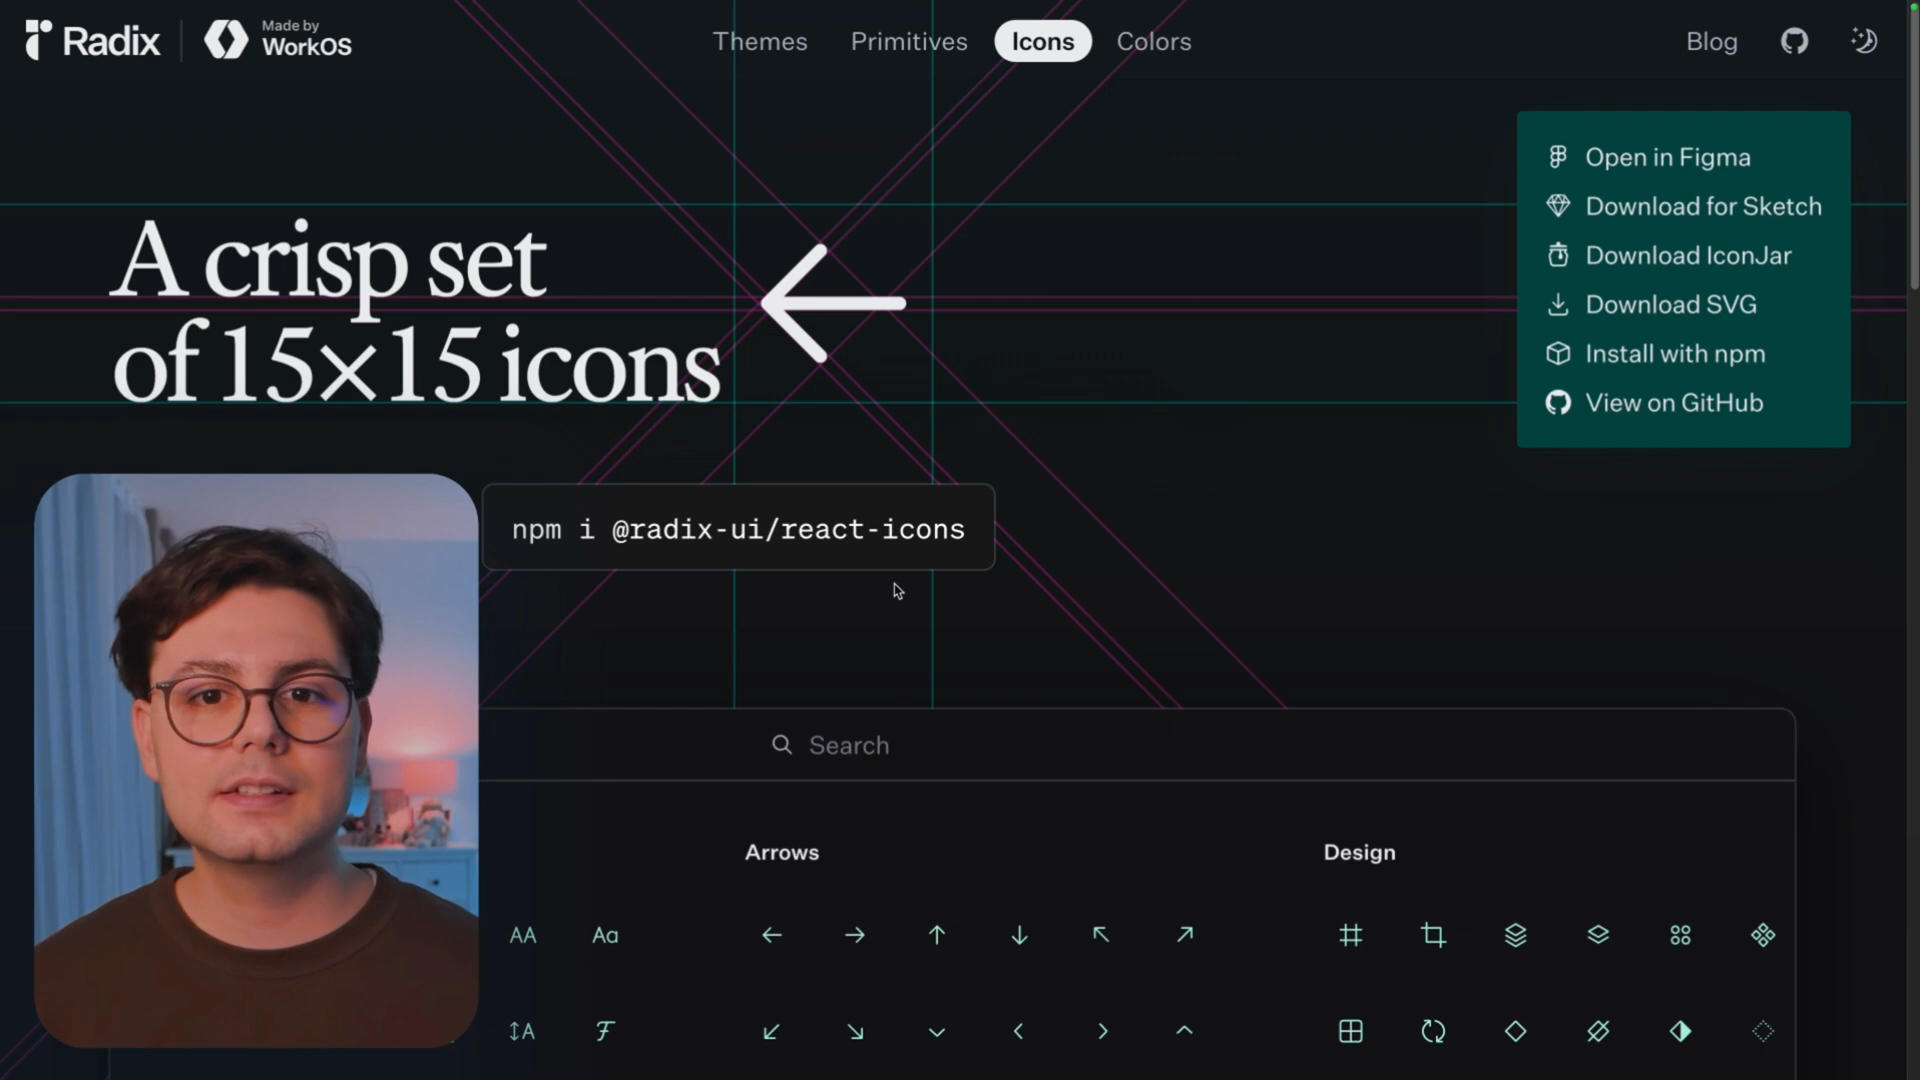 Radix
Made by
WorkOS
Themes
Primitives
Icons
Colors
Blog
A crisp set
of 15×15 icons
Open in Figma
Download for Sketch
Download IconJar
Download SVG
Install with npm
View on GitHub
npm i @radix-ui/react-icons
Search
Arrows
Design
AA
Aa
A
F